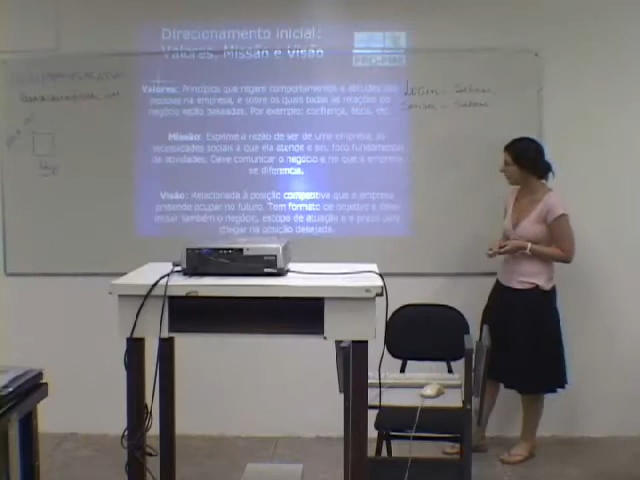 Direcionamento inicial:
Valores, Missão e Visão
Valores: Princípios que regem comportamentos e atitudes das
pessoas na empresa, e sobre os quais todas as relações do
negócio estão baseadas. Por exemplo: confiança, ética, etc.
Missão: Exprime a razão de ser de uma empresa, as
necessidades sociais a que ela atende e seu foco fundamental
de atividades. Deve comunicar o negócio e no que a empresa
se diferencia.
Visão: Relacionada à posição competitiva que a empresa
pretende ocupar no futuro. Tem formato de objetivo e deve
incluir também o negócio, escopo de atuação e o prazo para
chegar na posição desejada.